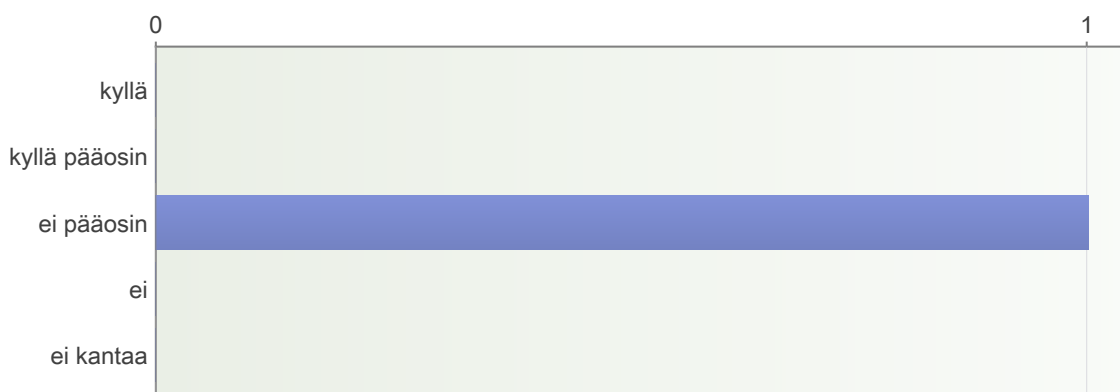 0 1
kyllä
kyllä pääosin
ei pääosin
ei
ei kantaa